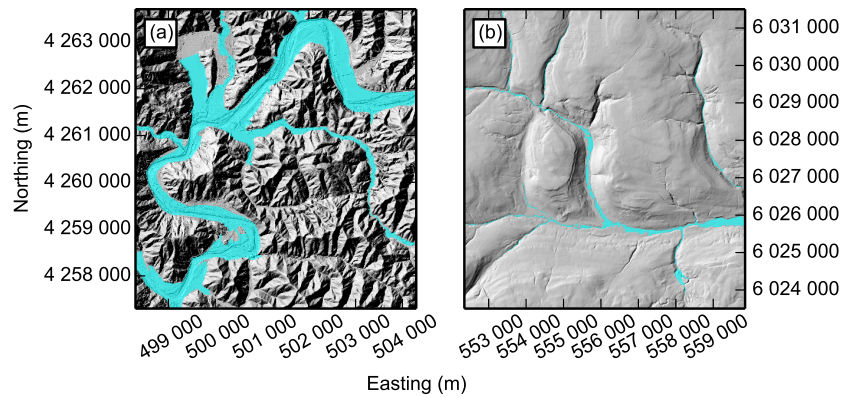 (a)
(b)
Northing (m)
4 263 000
4 262 000
4 261 000
4 260 000
4 259 000
4 258 000
6 031 000
6 030 000
6 029 000
6 028 000
6 027 000
6 026 000
6 025 000
6 024 000
499 000
500 000
501 000
502 000
503 000
504 000
553 000
554 000
555 000
556 000
557 000
558 000
559 000
Easting (m)